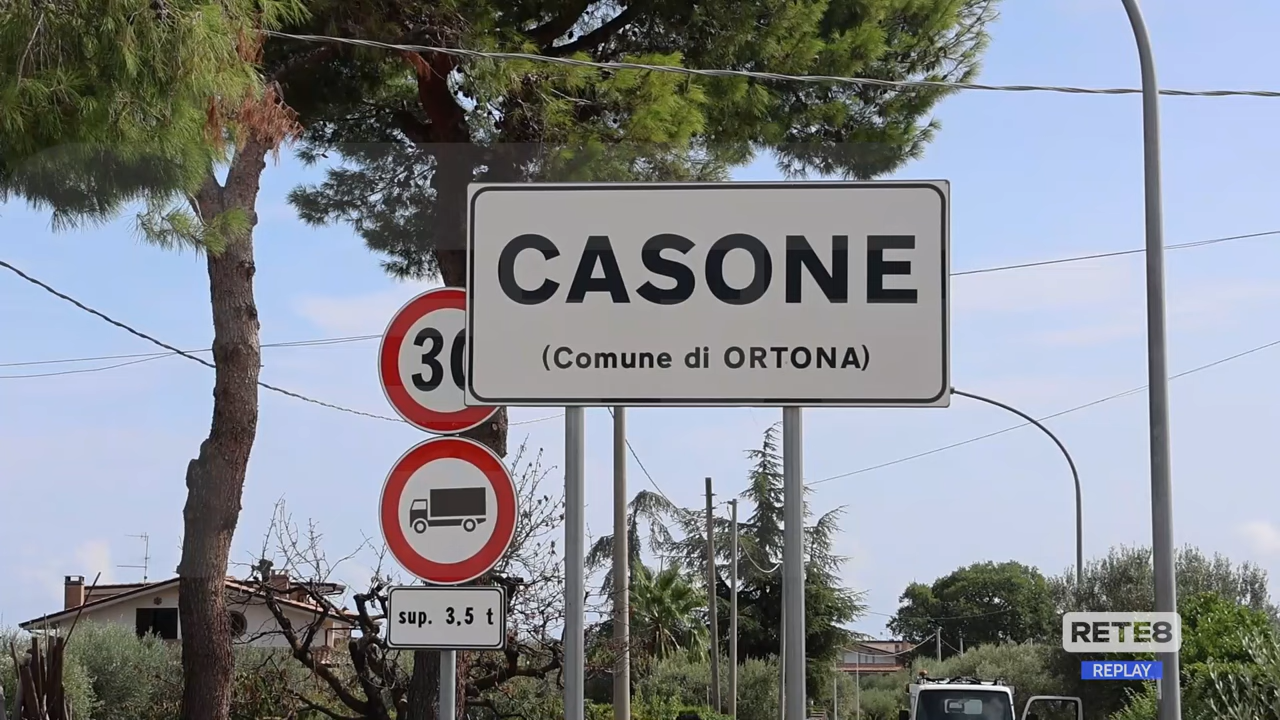 CASONE
(Comune di ORTONA)
30
sup. 3,5 t
RETE8
REPLAY